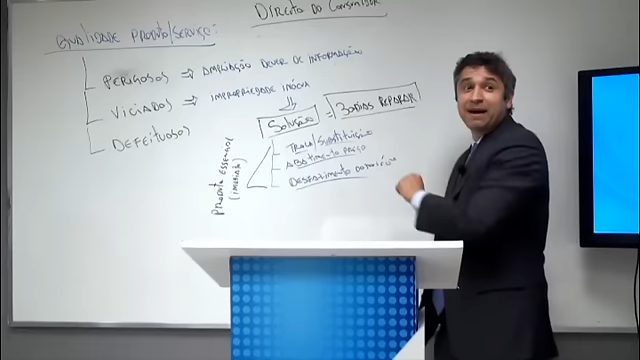 Direito do Consumidor
QUALIDADE PRODUTO/SERVIÇO:
PERIGOSOS ⇒ AMPLIAÇÃO DEVER DE INFORMAÇÃO
VICIADOS ⇒ IMPROPRIEDADE INÓCUA
DEFEITUOSOS
SOLUÇÃO = 30 DIAS REPARAR
TROCA/SUBSTITUIÇÃO
ABATIMENTO PREÇO
DESFAZIMENTO DO NEGÓCIO
PRODUTO ESSENCIAL
(IMEDIATO)